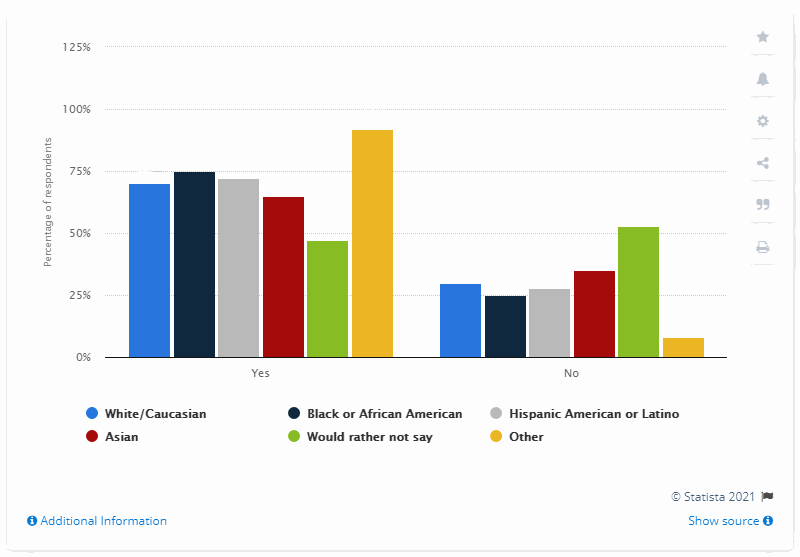 125%
100%
75%
50%
25%
0%
Percentage of respondents
Yes
No
White/Caucasian
Black or African American
Hispanic American or Latino
Asian
Would rather not say
Other
© Statista 2021
Additional Information
Show source